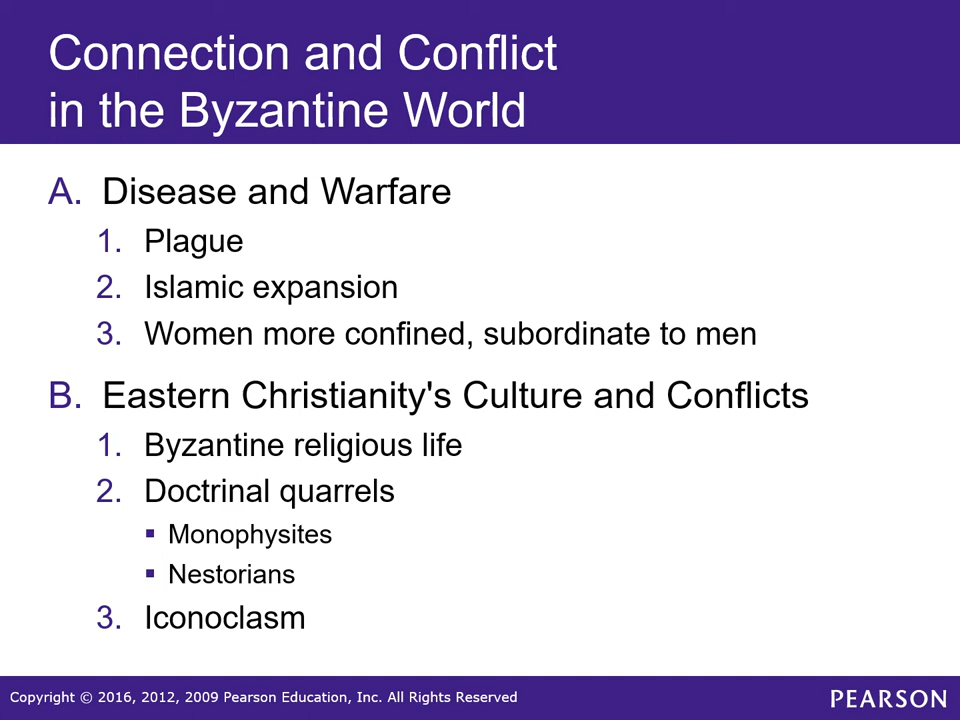 Connection and Conflict
in the Byzantine World
A. Disease and Warfare
1. Plague
2. Islamic expansion
3. Women more confined, subordinate to men
B. Eastern Christianity's Culture and Conflicts
1. Byzantine religious life
2. Doctrinal quarrels
▪ Monophysites
▪ Nestorians
3. Iconoclasm
Copyright © 2016, 2012, 2009 Pearson Education, Inc. All Rights Reserved
PEARSON